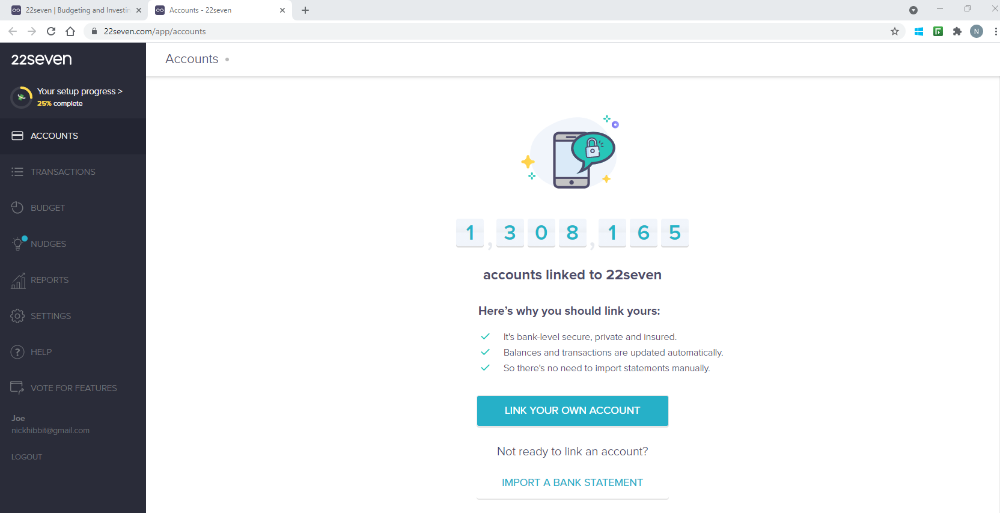 22seven | Budgeting and Investin
Accounts - 22seven
22seven.com/app/accounts
N
22seven
Your setup progress >
25% complete
ACCOUNTS
TRANSACTIONS
BUDGET
NUDGES
REPORTS
SETTINGS
? HELP
VOTE FOR FEATURES
Joe
nickhibbit@gmail.com
LOGOUT
Accounts
1,308,165
accounts linked to 22seven
Here's why you should link yours:
It's bank-level secure, private and insured.
Balances and transactions are updated automatically.
So there's no need to import statements manually.
LINK YOUR OWN ACCOUNT
Not ready to link an account?
IMPORT A BANK STATEMENT